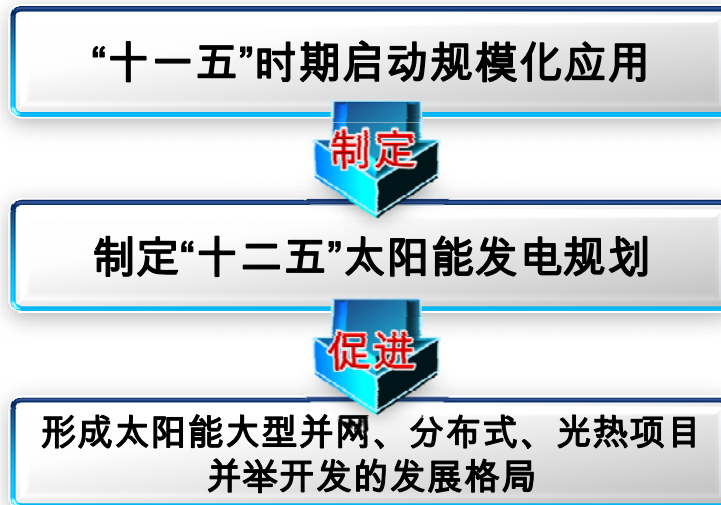 “十一五”时期启动规模化应用
制定
制定“十二五”太阳能发电规划
促进
形成太阳能大型并网、分布式、光热项目
并举开发的发展格局